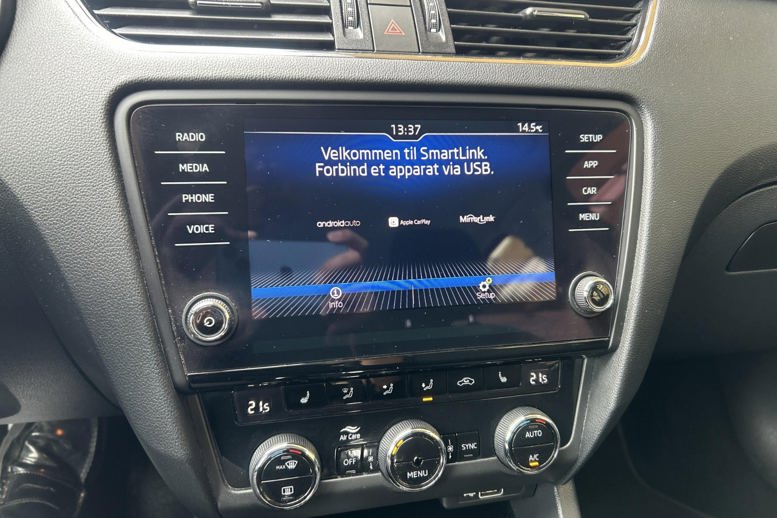 13:37
14.5°C
Velkommen til SmartLink.
Forbind et apparat via USB.
androidauto
Apple CarPlay
MirrorLink
Info
Setup
RADIO
MEDIA
PHONE
VOICE
SETUP
APP
CAR
MENU
21.5
21.5
Air Care
MAX
OFF
MENU
SYNC
AUTO
A/C